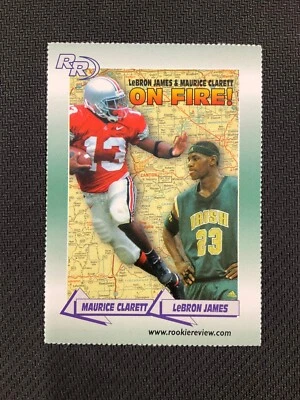 RR
LeBRON JAMES & MAURICE CLARETT
ON FIRE!
13
IRISH
23
MAURICE CLARETT
LeBRON JAMES
www.rookiereview.com